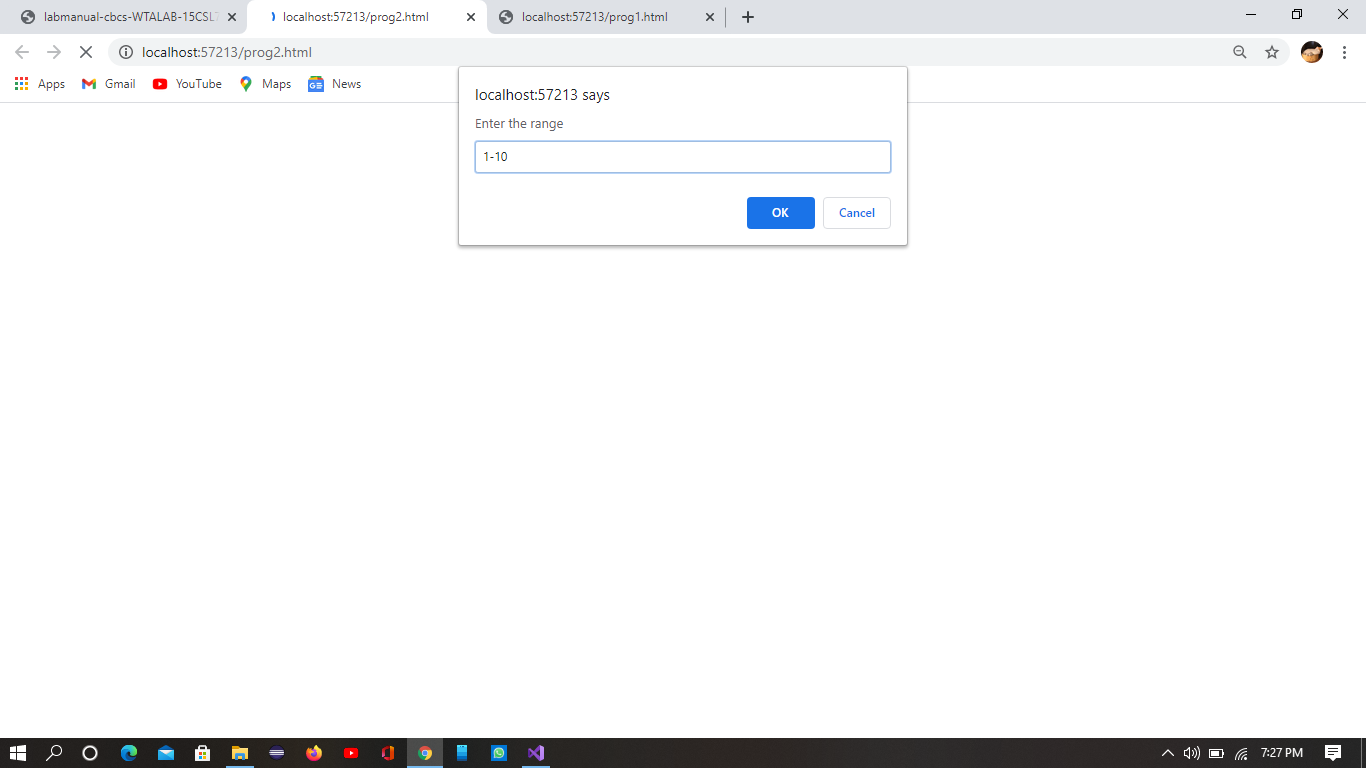 labmanual-cbcs-WTALAB-15CSL7
localhost:57213/prog2.html
localhost:57213/prog1.html
localhost:57213/prog2.html
Apps
Gmail
YouTube
Maps
News
localhost:57213 says
Enter the range
1-10
OK
Cancel
7:27 PM